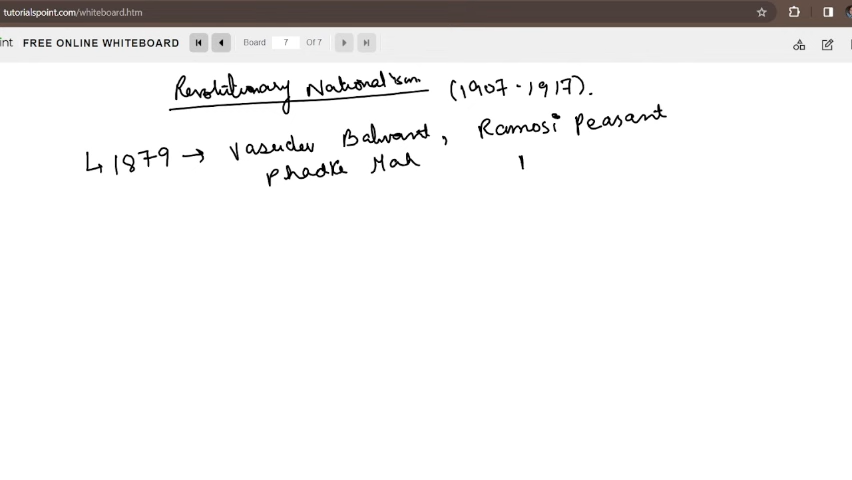 tutorialspoint.com/whiteboard.htm
int FREE ONLINE WHITEBOARD Board 7 Of 7
Revolutionary Nationalism (1907-1917).
↳ 1879 → Vasudev Balwant, Ramosi Peasant
Phadke Mah